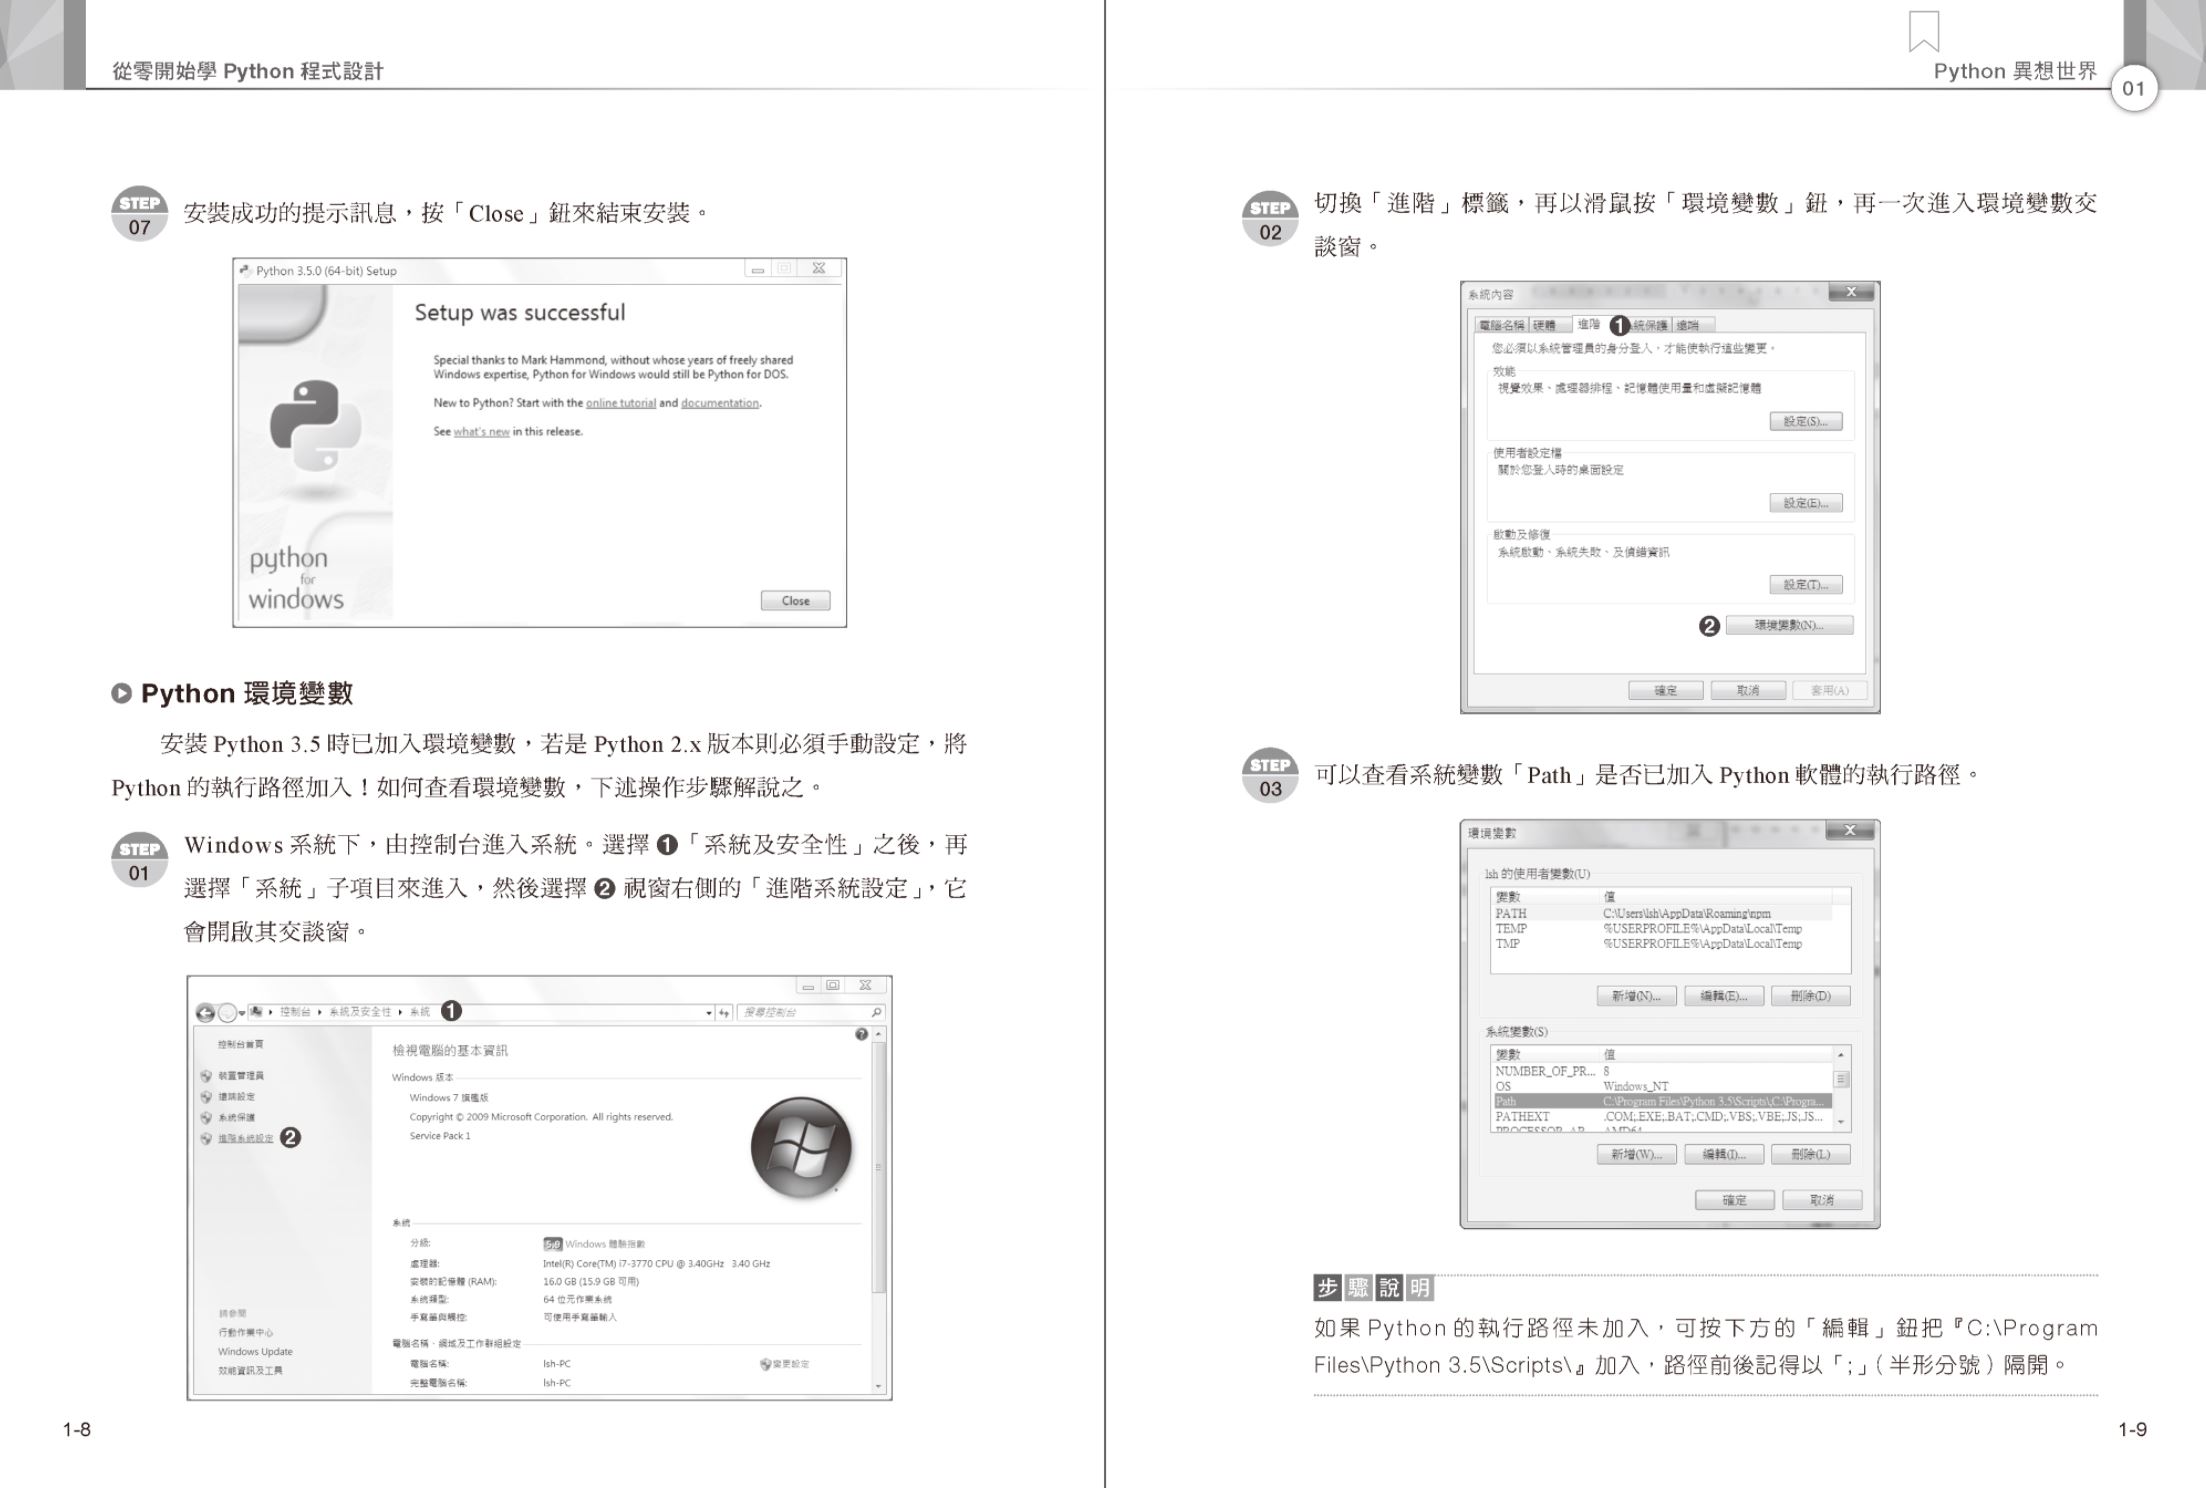 從零開始學 Python 程式設計
STEP
07
安裝成功的提示訊息，按「Close」鈕來結束安裝。
Python 3.5.0 (64-bit) Setup
Setup was successful
Special thanks to Mark Hammond, without whose years of freely shared
Windows expertise, Python for Windows would still be Python for DOS.
New to Python? Start with the online tutorial and documentation.
See what's new in this release.
python
for
windows
Close
Python 環境變數
安裝 Python 3.5 時已加入環境變數，若是 Python 2.x 版本則必須手動設定，將
Python 的執行路徑加入！如何查看環境變數，下述操作步驟解說之。
STEP
01
Windows 系統下，由控制台進入系統。選擇 ❶「系統及安全性」之後，再
選擇「系統」子項目來進入，然後選擇 ❷ 視窗右側的「進階系統設定」，它
會開啟其交談窗。
控制台 ▸ 系統及安全性 ▸ 系統 ❶
搜尋控制台
控制台首頁
裝置管理員
遠端設定
系統保護
進階系統設定 ❷
請參閱
行動作業中心
Windows Update
效能資訊及工具
檢視電腦的基本資訊
Windows 版本
Windows 7 旗艦版
Copyright © 2009 Microsoft Corporation. All rights reserved.
Service Pack 1
系統
分級: 5.9 Windows 體驗指數
處理器: Intel(R) Core(TM) i7-3770 CPU @ 3.40GHz 3.40 GHz
安裝的記憶體 (RAM): 16.0 GB (15.9 GB 可用)
系統類型: 64 位元作業系統
手寫筆與觸控: 可使用手寫筆輸入
電腦名稱、網域及工作群組設定
電腦名稱: lsh-PC 變更設定
完整電腦名稱: lsh-PC
1-8
Python 異想世界
01
STEP
02
切換「進階」標籤，再以滑鼠按「環境變數」鈕，再一次進入環境變數交
談窗。
系統內容
電腦名稱 硬體 進階 ❶ 統保護 遠端
您必須以系統管理員的身分登入，才能使執行這些變更。
效能
視覺效果、處理器排程、記憶體使用量和虛擬記憶體
設定(S)...
使用者設定檔
關於您登入時的桌面設定
設定(E)...
啟動及修復
系統啟動、系統失敗、及偵錯資訊
設定(T)...
❷ 環境變數(N)...
確定 取消 套用(A)
STEP
03
可以查看系統變數「Path」是否已加入 Python 軟體的執行路徑。
環境變數
lsh 的使用者變數(U)
變數 值
PATH C:\Users\lsh\AppData\Roaming\npm
TEMP %USERPROFILE%\AppData\Local\Temp
TMP %USERPROFILE%\AppData\Local\Temp
新增(N)... 編輯(E)... 刪除(D)
系統變數(S)
變數 值
NUMBER_OF_PR... 8
OS Windows_NT
Path C:\Program Files\Python 3.5\Scripts\;C:\Progra...
PATHEXT .COM;.EXE;.BAT;.CMD;.VBS;.VBE;.JS;.JS...
PROCESSOR_AR... AMD64
新增(W)... 編輯(I)... 刪除(L)
確定 取消
步驟說明
如果 Python 的執行路徑未加入，可按下方的「編輯」鈕把『C:\Program
Files\Python 3.5\Scripts\』加入，路徑前後記得以「;」（半形分號）隔開。
1-9